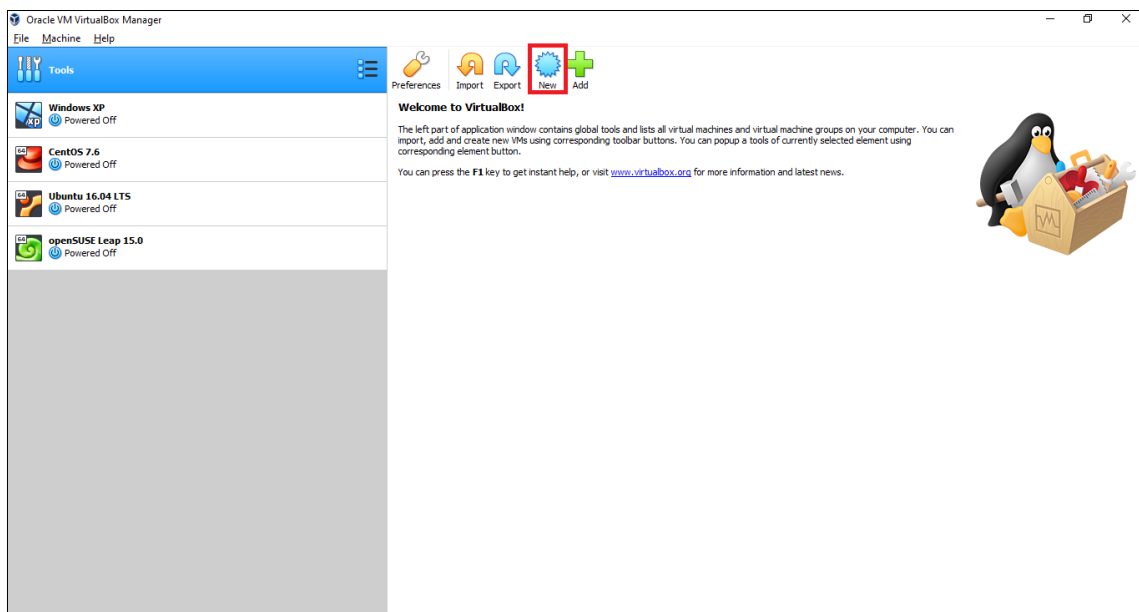 Oracle VM VirtualBox Manager
File Machine Help
Tools
Preferences Import Export New Add
Windows XP
Powered Off
64 CentOS 7.6
Powered Off
64 Ubuntu 16.04 LTS
Powered Off
64 openSUSE Leap 15.0
Powered Off
Welcome to VirtualBox!
The left part of application window contains global tools and lists all virtual machines and virtual machine groups on your computer. You can
import, add and create new VMs using corresponding toolbar buttons. You can popup a tools of currently selected element using
corresponding element button.
You can press the F1 key to get instant help, or visit www.virtualbox.org for more information and latest news.